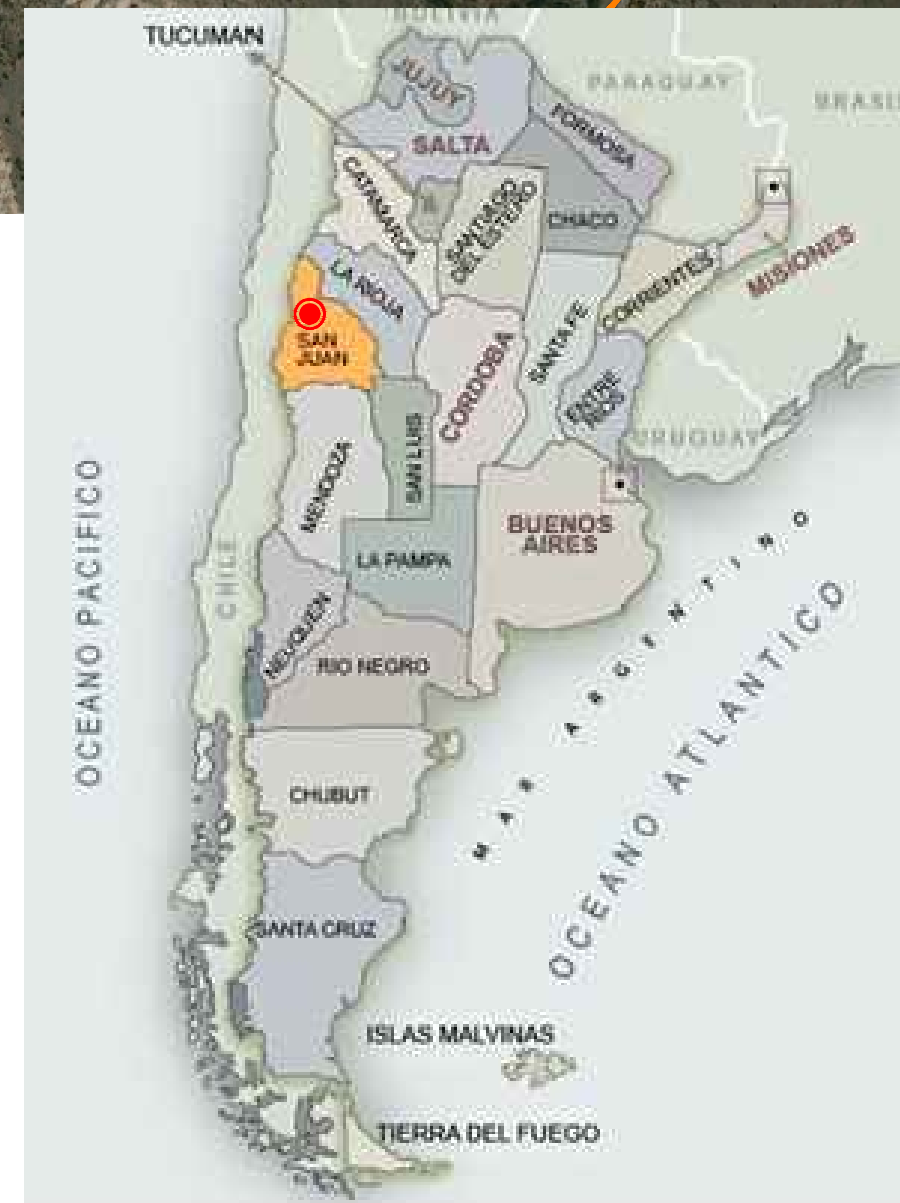 BOLIVIA
TUCUMAN
JUJUY
PARAGUAY
SALTA
FORMOSA
CATAMARCA
SANTIAGO
DEL ESTERO
CHACO
LA RIOJA
CORRIENTES
MISIONES
SAN
JUAN
CORDOBA
SANTA FE
ENTRE
RIOS
URUGUAY
SAN LUIS
MENDOZA
BUENOS
AIRES
OCEANO PACIFICO
CHILE
LA PAMPA
NEUQUEN
RIO NEGRO
MAR ARGENTINO
OCEANO ATLANTICO
CHUBUT
SANTA CRUZ
ISLAS MALVINAS
TIERRA DEL FUEGO